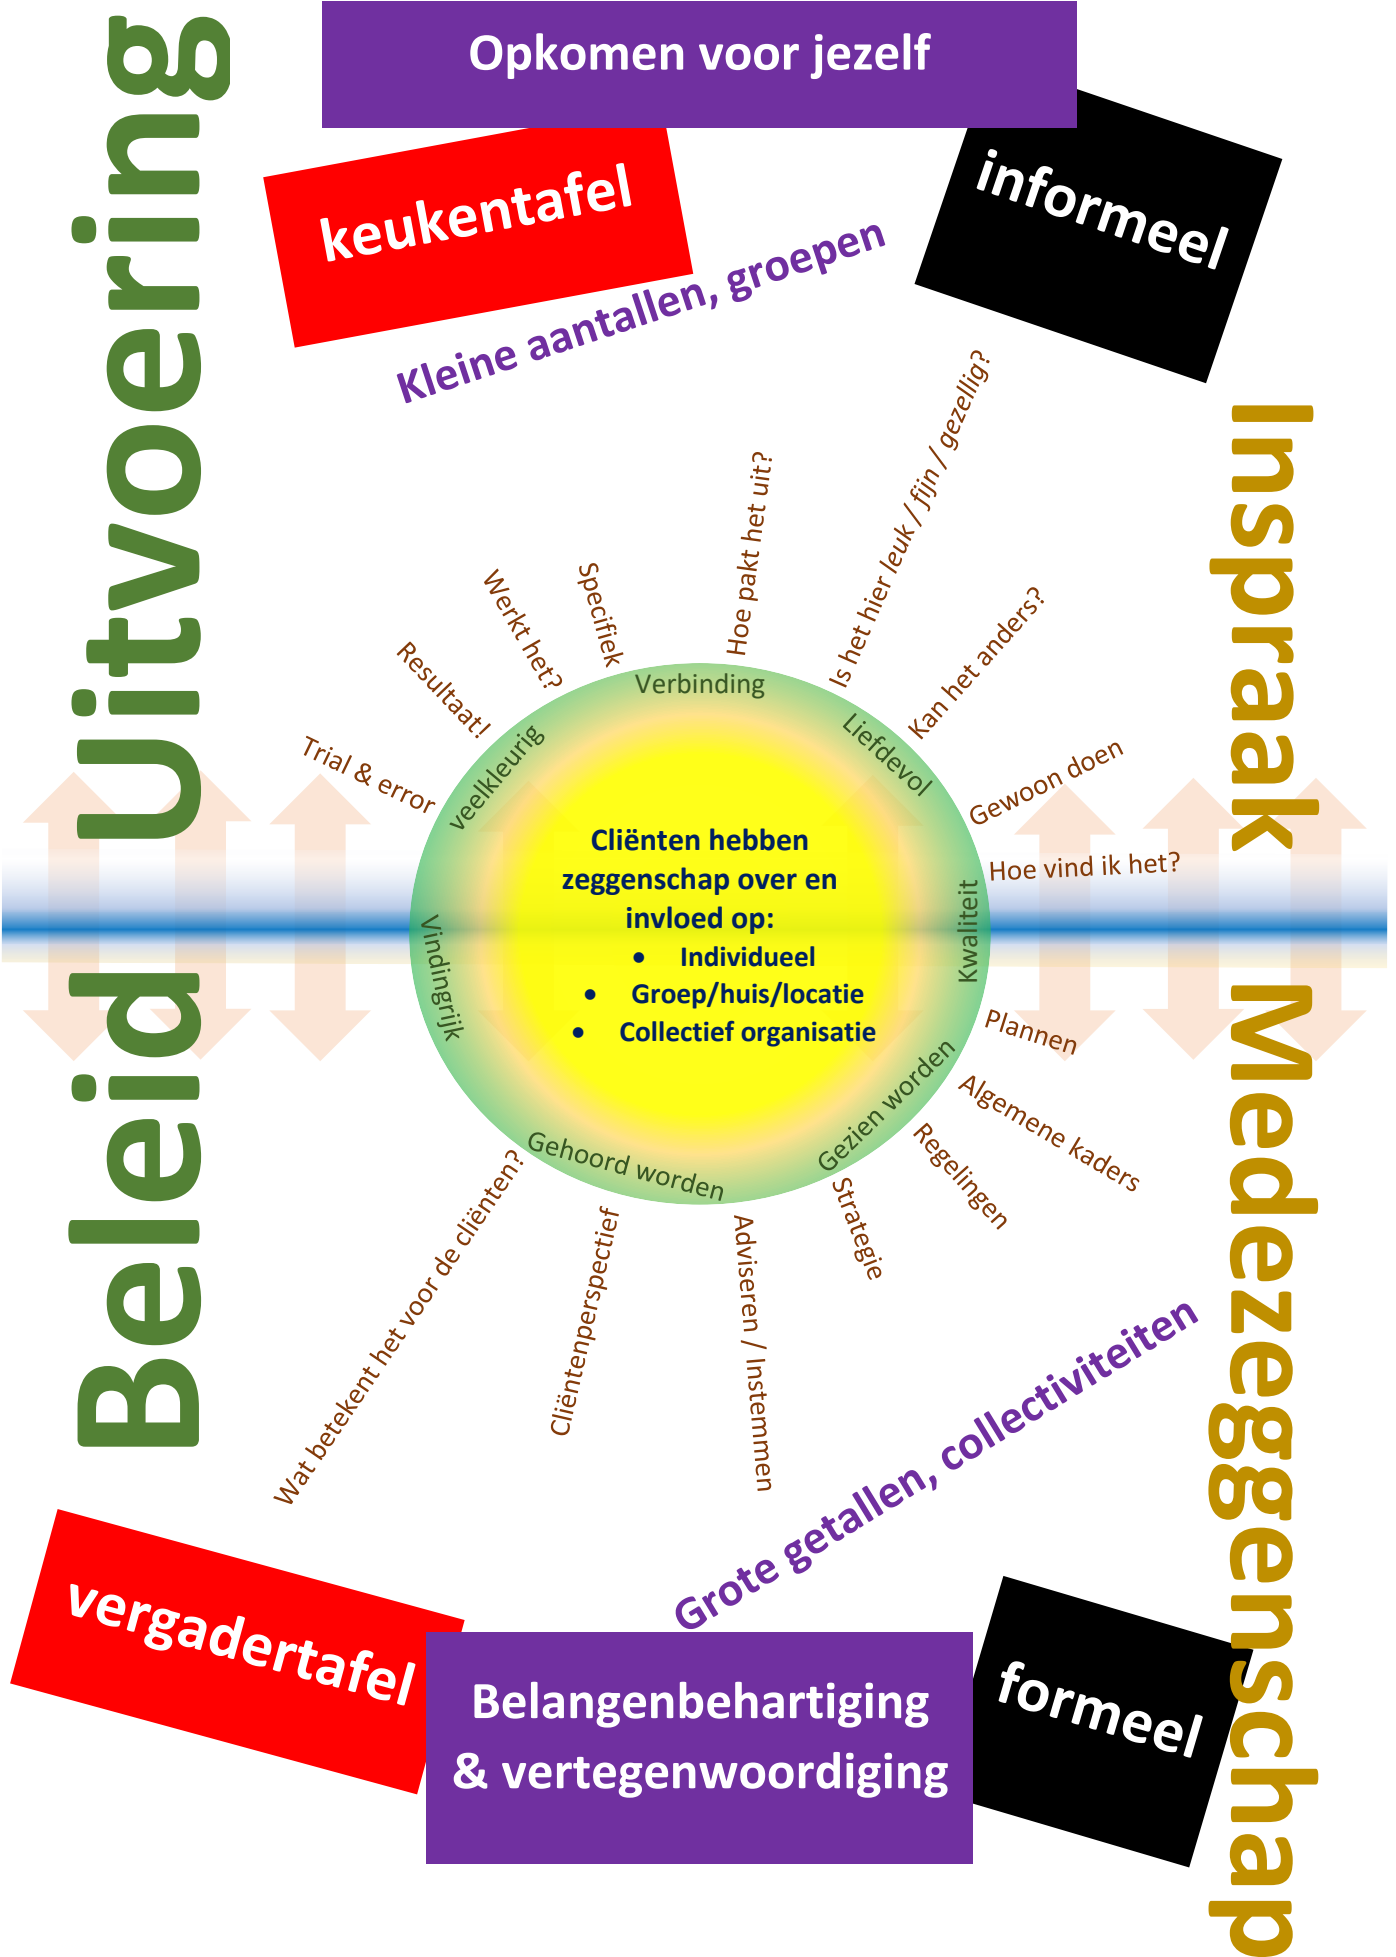 Opkomen voor jezelf
keukentafel
informeel
Kleine aantallen, groepen
Uitvoering
Inspraak
Trial & error
Resultaat!
Werkt het?
Specifiek
Hoe pakt het uit?
Is het hier leuk / fijn / gezellig?
Kan het anders?
Gewoon doen
Hoe vind ik het?
veelkleurig
Verbinding
Liefdevol
Kwaliteit
Cliënten hebben
zeggenschap over en
invloed op:
• Individueel
• Groep/huis/locatie
• Collectief organisatie
Vindingrijk
Gehoord worden
Gezien worden
Plannen
Algemene kaders
Regelingen
Strategie
Adviseren / Instemmen
Cliëntenperspectief
Wat betekent het voor de cliënten?
Beleid
Medezeggenschap
Grote getallen, collectiviteiten
vergadertafel
Belangenbehartiging
& vertegenwoordiging
formeel